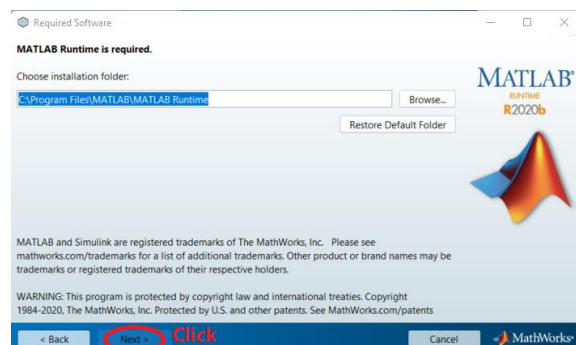 Required Software
MATLAB Runtime is required.
Choose installation folder:
C:\Program Files\MATLAB\MATLAB Runtime
Browse...
Restore Default Folder
MATLAB®
RUNTIME
R2020b
MATLAB and Simulink are registered trademarks of The MathWorks, Inc. Please see
mathworks.com/trademarks for a list of additional trademarks. Other product or brand names may be
trademarks or registered trademarks of their respective holders.
WARNING: This program is protected by copyright law and international treaties. Copyright
1984-2020, The MathWorks, Inc. Protected by U.S. and other patents. See MathWorks.com/patents
< Back
Next >
Click
Cancel
MathWorks®